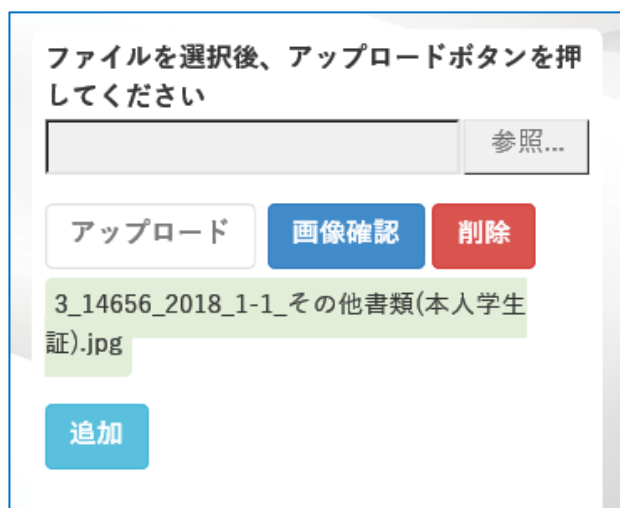 ファイルを選択後、アップロードボタンを押
してください
参照...
アップロード 画像確認 削除
3_14656_2018_1-1_その他書類(本人学生
証).jpg
追加